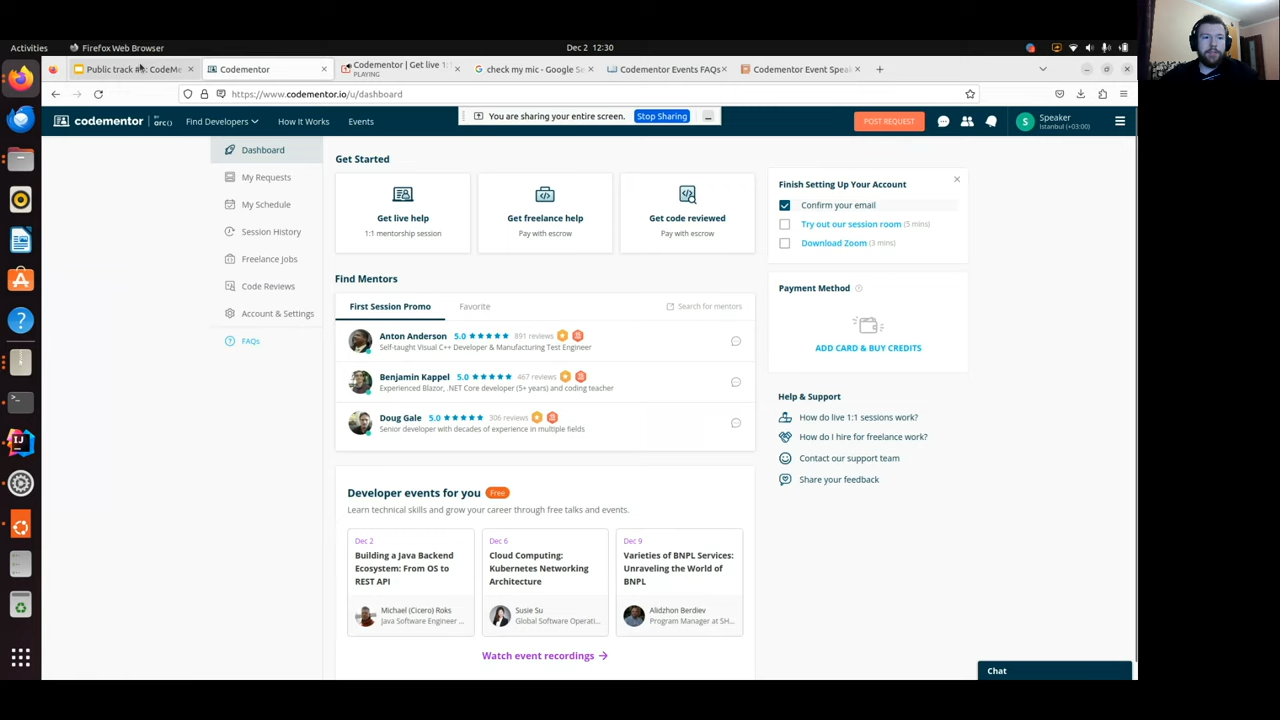 Activities
Firefox Web Browser
Dec 2 12:30
Public track
CodeMe
Codementor
Codementor | Get live 1:1
PLAYING
check my mic - Google Se
Codementor Events FAQs
Codementor Event Speak
https://www.codementor.io/u/dashboard
codementor BY arc()
Find Developers
How It Works
Events
You are sharing your entire screen.
Stop Sharing
POST REQUEST
S
Speaker
Istanbul (+03:00)
Dashboard
My Requests
My Schedule
Session History
Freelance Jobs
Code Reviews
Account & Settings
FAQs
Get Started
Get live help
1:1 mentorship session
Get freelance help
Pay with escrow
Get code reviewed
Pay with escrow
Find Mentors
First Session Promo
Favorite
Search for mentors
Anton Anderson 5.0 891 reviews
Self-taught Visual C++ Developer & Manufacturing Test Engineer
Benjamin Kappel 5.0 467 reviews
Experienced Blazor, .NET Core developer (5+ years) and coding teacher
Doug Gale 5.0 306 reviews
Senior developer with decades of experience in multiple fields
Developer events for you Free
Learn technical skills and grow your career through free talks and events.
Dec 2
Building a Java Backend
Ecosystem: From OS to
REST API
Michael (Cicero) Roks
Java Software Engineer ...
Dec 6
Cloud Computing:
Kubernetes Networking
Architecture
Susie Su
Global Software Operati...
Dec 9
Varieties of BNPL Services:
Unraveling the World of
BNPL
Alidzhan Berdiev
Program Manager at SH...
Watch event recordings
Finish Setting Up Your Account
Confirm your email
Try out our session room (5 mins)
Download Zoom (3 mins)
Payment Method
ADD CARD & BUY CREDITS
Help & Support
How do live 1:1 sessions work?
How do I hire for freelance work?
Contact our support team
Share your feedback
Chat